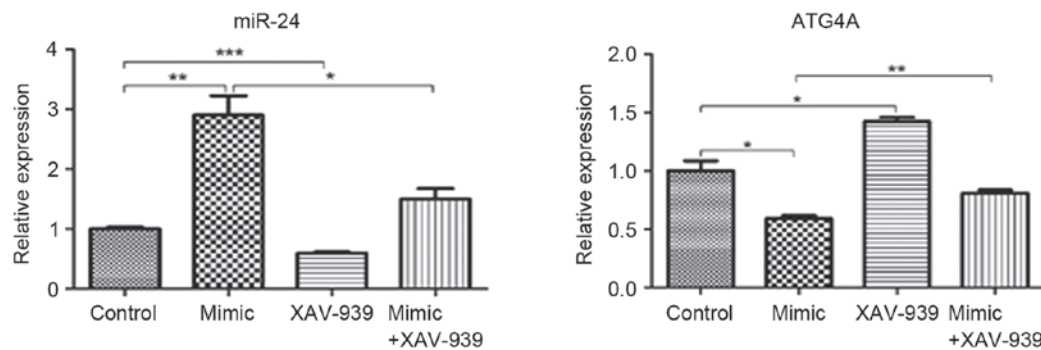 miR-24
Relative expression
4
3
2
1
0
***
**
*
Control
Mimic
XAV-939
Mimic
+XAV-939
ATG4A
Relative expression
2.0
1.5
1.0
0.5
0.0
**
*
*
Control
Mimic
XAV-939
Mimic
+XAV-939